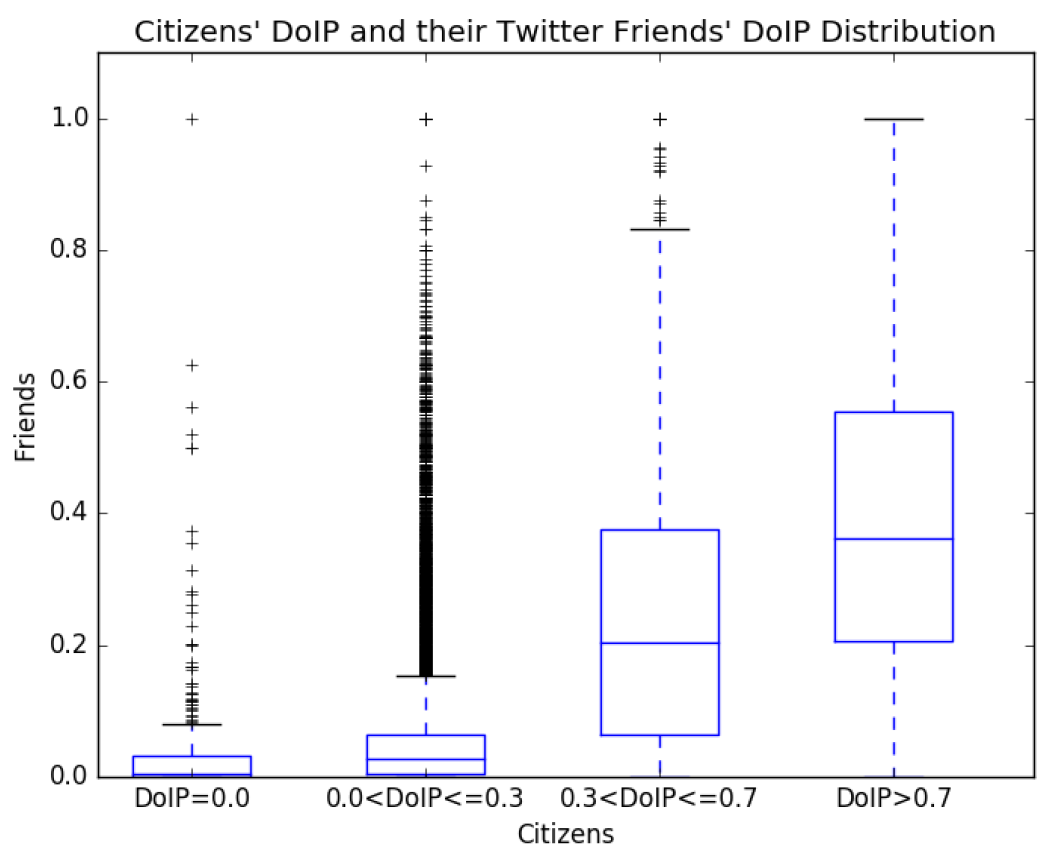 Citizens' DoIP and their Twitter Friends' DoIP Distribution
1.0
0.8
0.6
0.4
0.2
0.0
Friends
DoIP=0.0
0.0<DoIP<=0.3
0.3<DoIP<=0.7
DoIP>0.7
Citizens